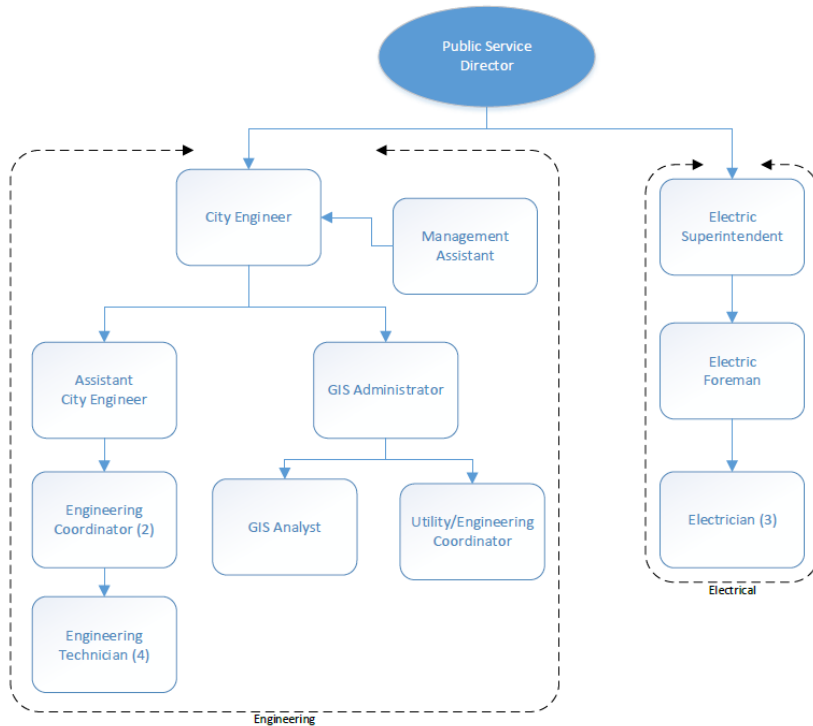 Public Service
Director
City Engineer
Management
Assistant
Electric
Superintendent
Assistant
City Engineer
GIS Administrator
Electric
Foreman
Engineering
Coordinator (2)
GIS Analyst
Utility/Engineering
Coordinator
Electrician (3)
Engineering
Technician (4)
Electrical
Engineering